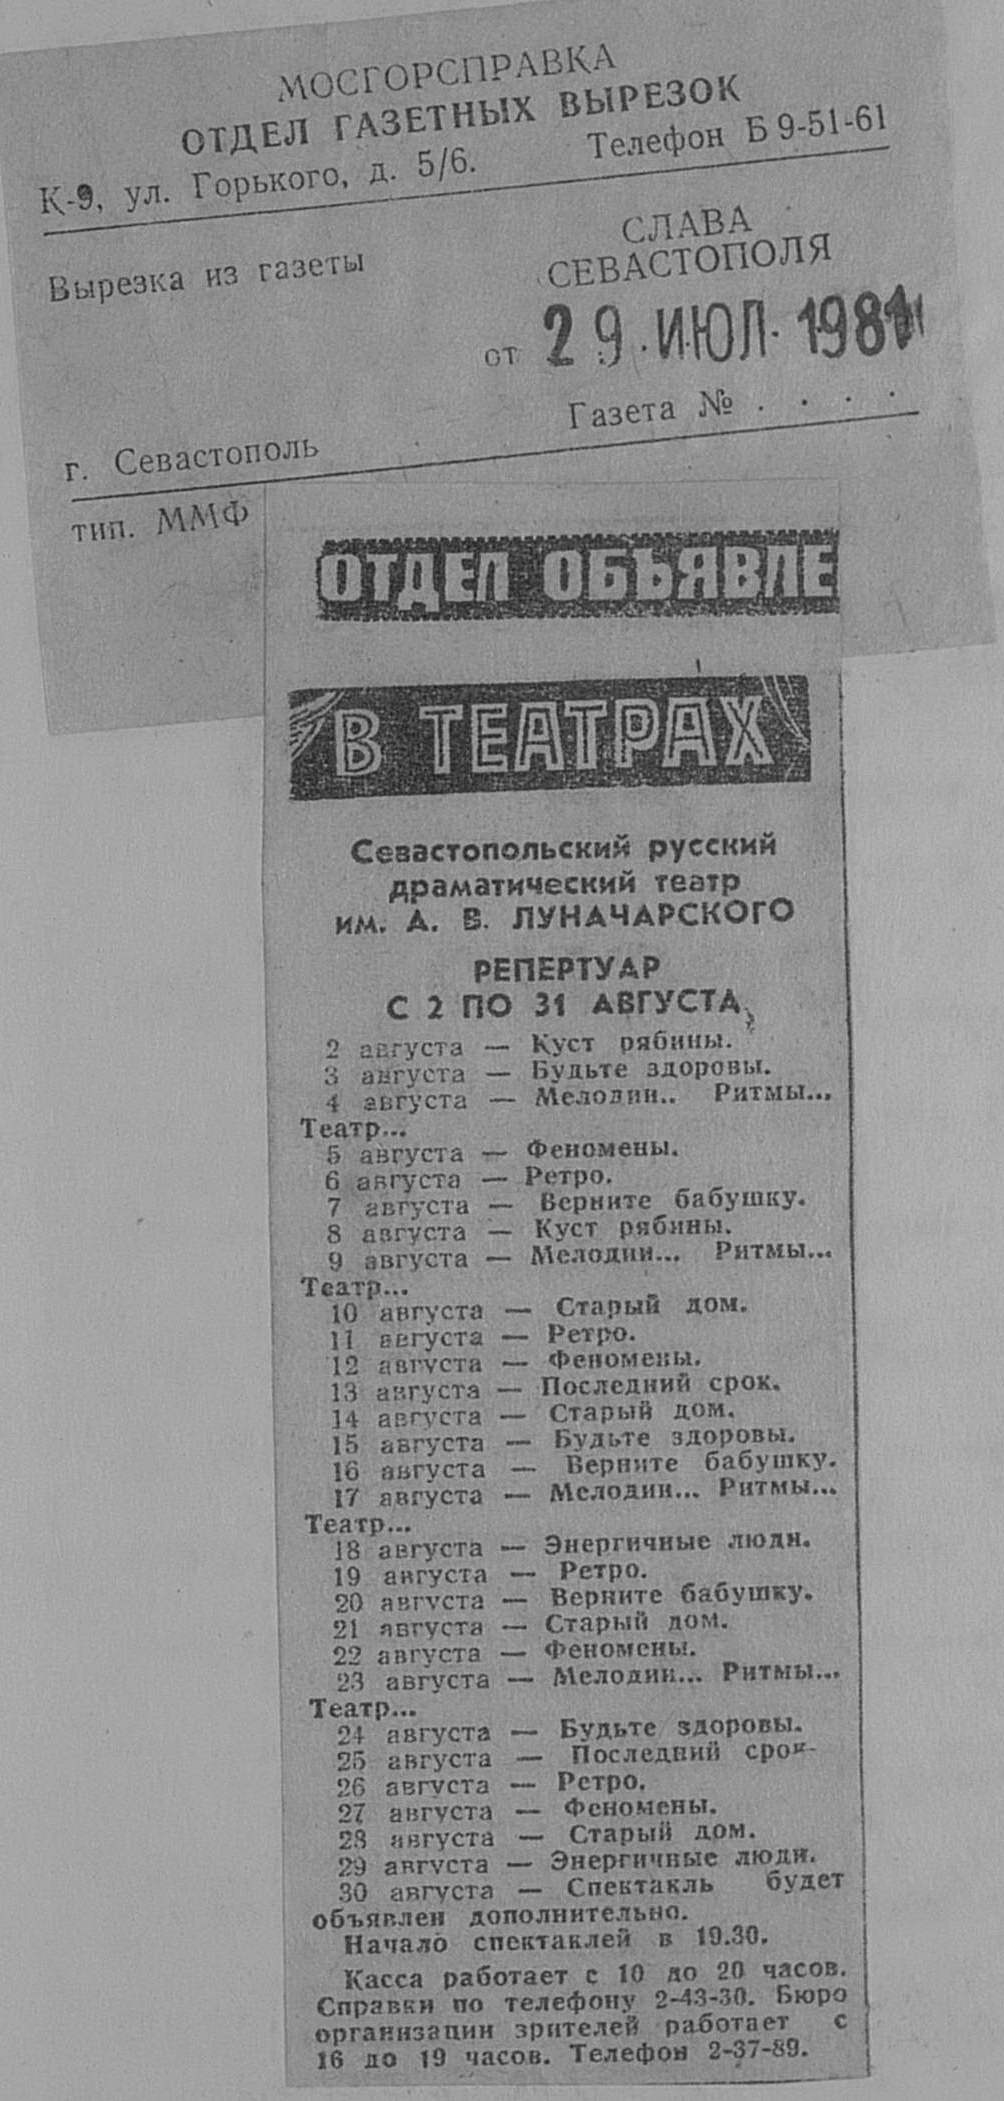 МОСГОРСПРАВКА
ОТДЕЛ ГАЗЕТНЫХ ВЫРЕЗОК
К-9, ул. Горького, д. 5/6. Телефон Б 9-51-61
Вырезка из газеты
СЛАВА
СЕВАСТОПОЛЯ
от 29 ИЮЛ 1981
г. Севастополь
Газета № . . . .
тип. ММФ
ОТДЕЛ ОБЪЯВЛЕ
В ТЕАТРАХ
Севастопольский русский
драматический театр
им. А. В. ЛУНАЧАРСКОГО
РЕПЕРТУАР
С 2 ПО 31 АВГУСТА
2 августа — Куст рябины.
3 августа — Будьте здоровы.
4 августа — Мелодии.. Ритмы...
Театр...
5 августа — Феномены.
6 августа — Ретро.
7 августа — Верните бабушку.
8 августа — Куст рябины.
9 августа — Мелодии... Ритмы...
Театр...
10 августа — Старый дом.
11 августа — Ретро.
12 августа — Феномены.
13 августа — Последний срок.
14 августа — Старый дом.
15 августа — Будьте здоровы.
16 августа — Верните бабушку.
17 августа — Мелодии... Ритмы...
Театр...
18 августа — Энергичные люди.
19 августа — Ретро.
20 августа — Верните бабушку.
21 августа — Старый дом.
22 августа — Феномены.
23 августа — Мелодии... Ритмы...
Театр...
24 августа — Будьте здоровы.
25 августа — Последний срок.
26 августа — Ретро.
27 августа — Феномены.
28 августа — Старый дом.
29 августа — Энергичные люди.
30 августа — Спектакль будет
объявлен дополнительно.
Начало спектаклей в 19.30.
Касса работает с 10 до 20 часов.
Справки по телефону 2-43-30. Бюро
организации зрителей работает с
16 до 19 часов. Телефон 2-37-89.